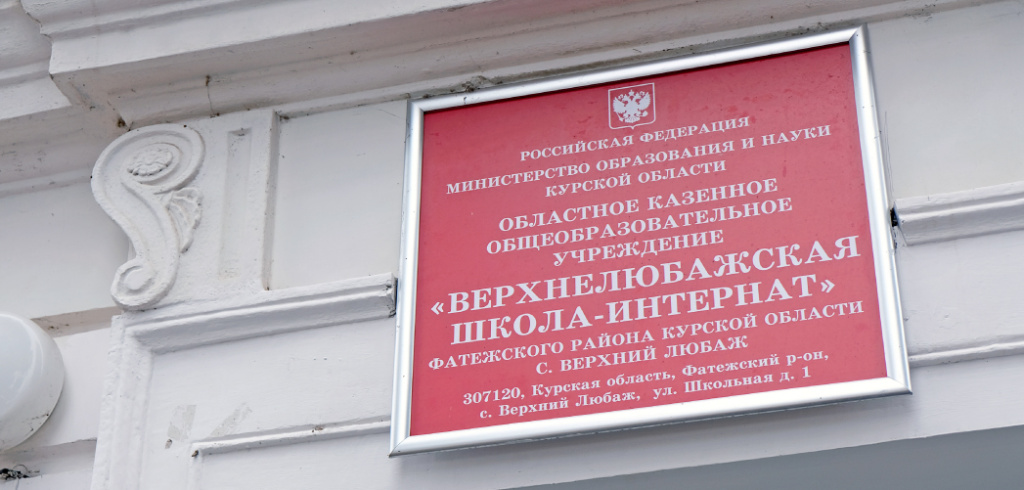 РОССИЙСКАЯ ФЕДЕРАЦИЯ
МИНИСТЕРСТВО ОБРАЗОВАНИЯ И НАУКИ
КУРСКОЙ ОБЛАСТИ
ОБЛАСТНОЕ КАЗЕННОЕ
ОБЩЕОБРАЗОВАТЕЛЬНОЕ
УЧРЕЖДЕНИЕ
«ВЕРХНЕЛЮБАЖСКАЯ
ШКОЛА-ИНТЕРНАТ»
ФАТЕЖСКОГО РАЙОНА КУРСКОЙ ОБЛАСТИ
С. ВЕРХНИЙ ЛЮБАЖ
307120, Курская область, Фатежский р-он,
с. Верхний Любаж, ул. Школьная д. 1